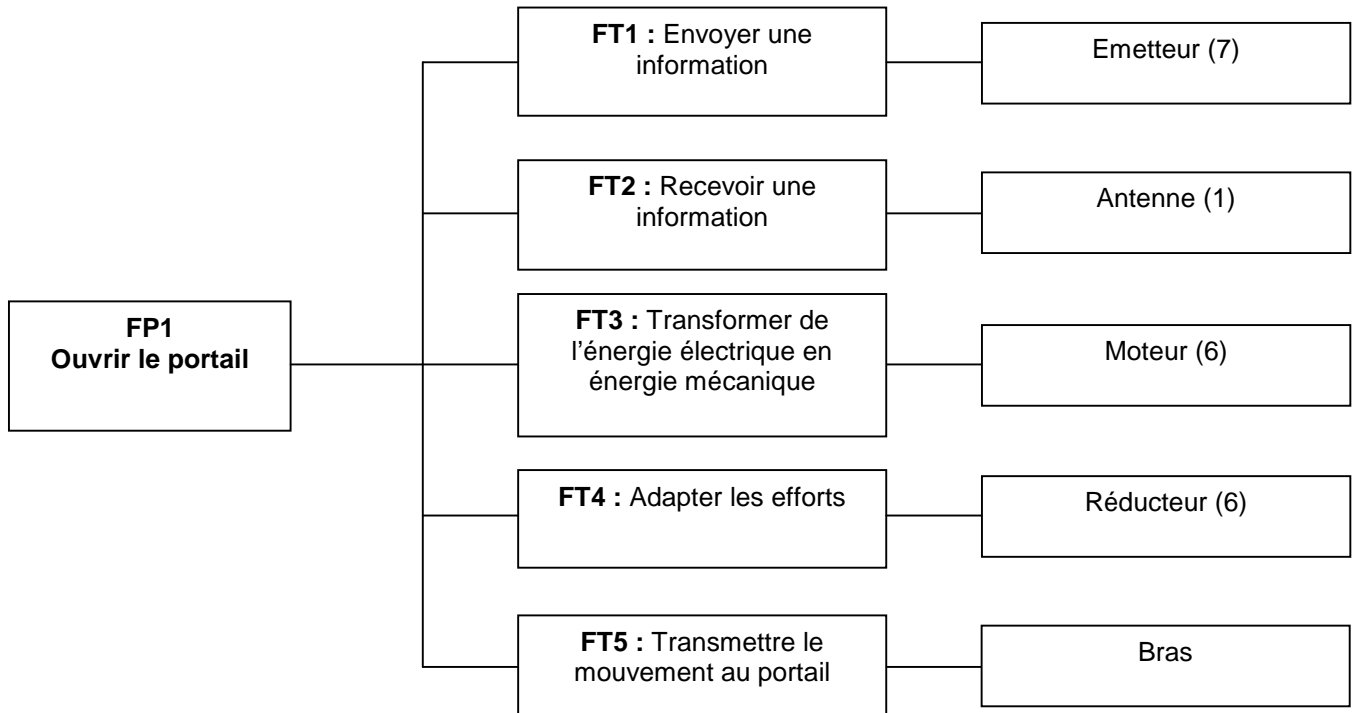 FT1 : Envoyer une
information
Emetteur (7)
FT2 : Recevoir une
information
Antenne (1)
FP1
Ouvrir le portail
FT3 : Transformer de
l’énergie électrique en
énergie mécanique
Moteur (6)
FT4 : Adapter les efforts
Réducteur (6)
FT5 : Transmettre le
mouvement au portail
Bras